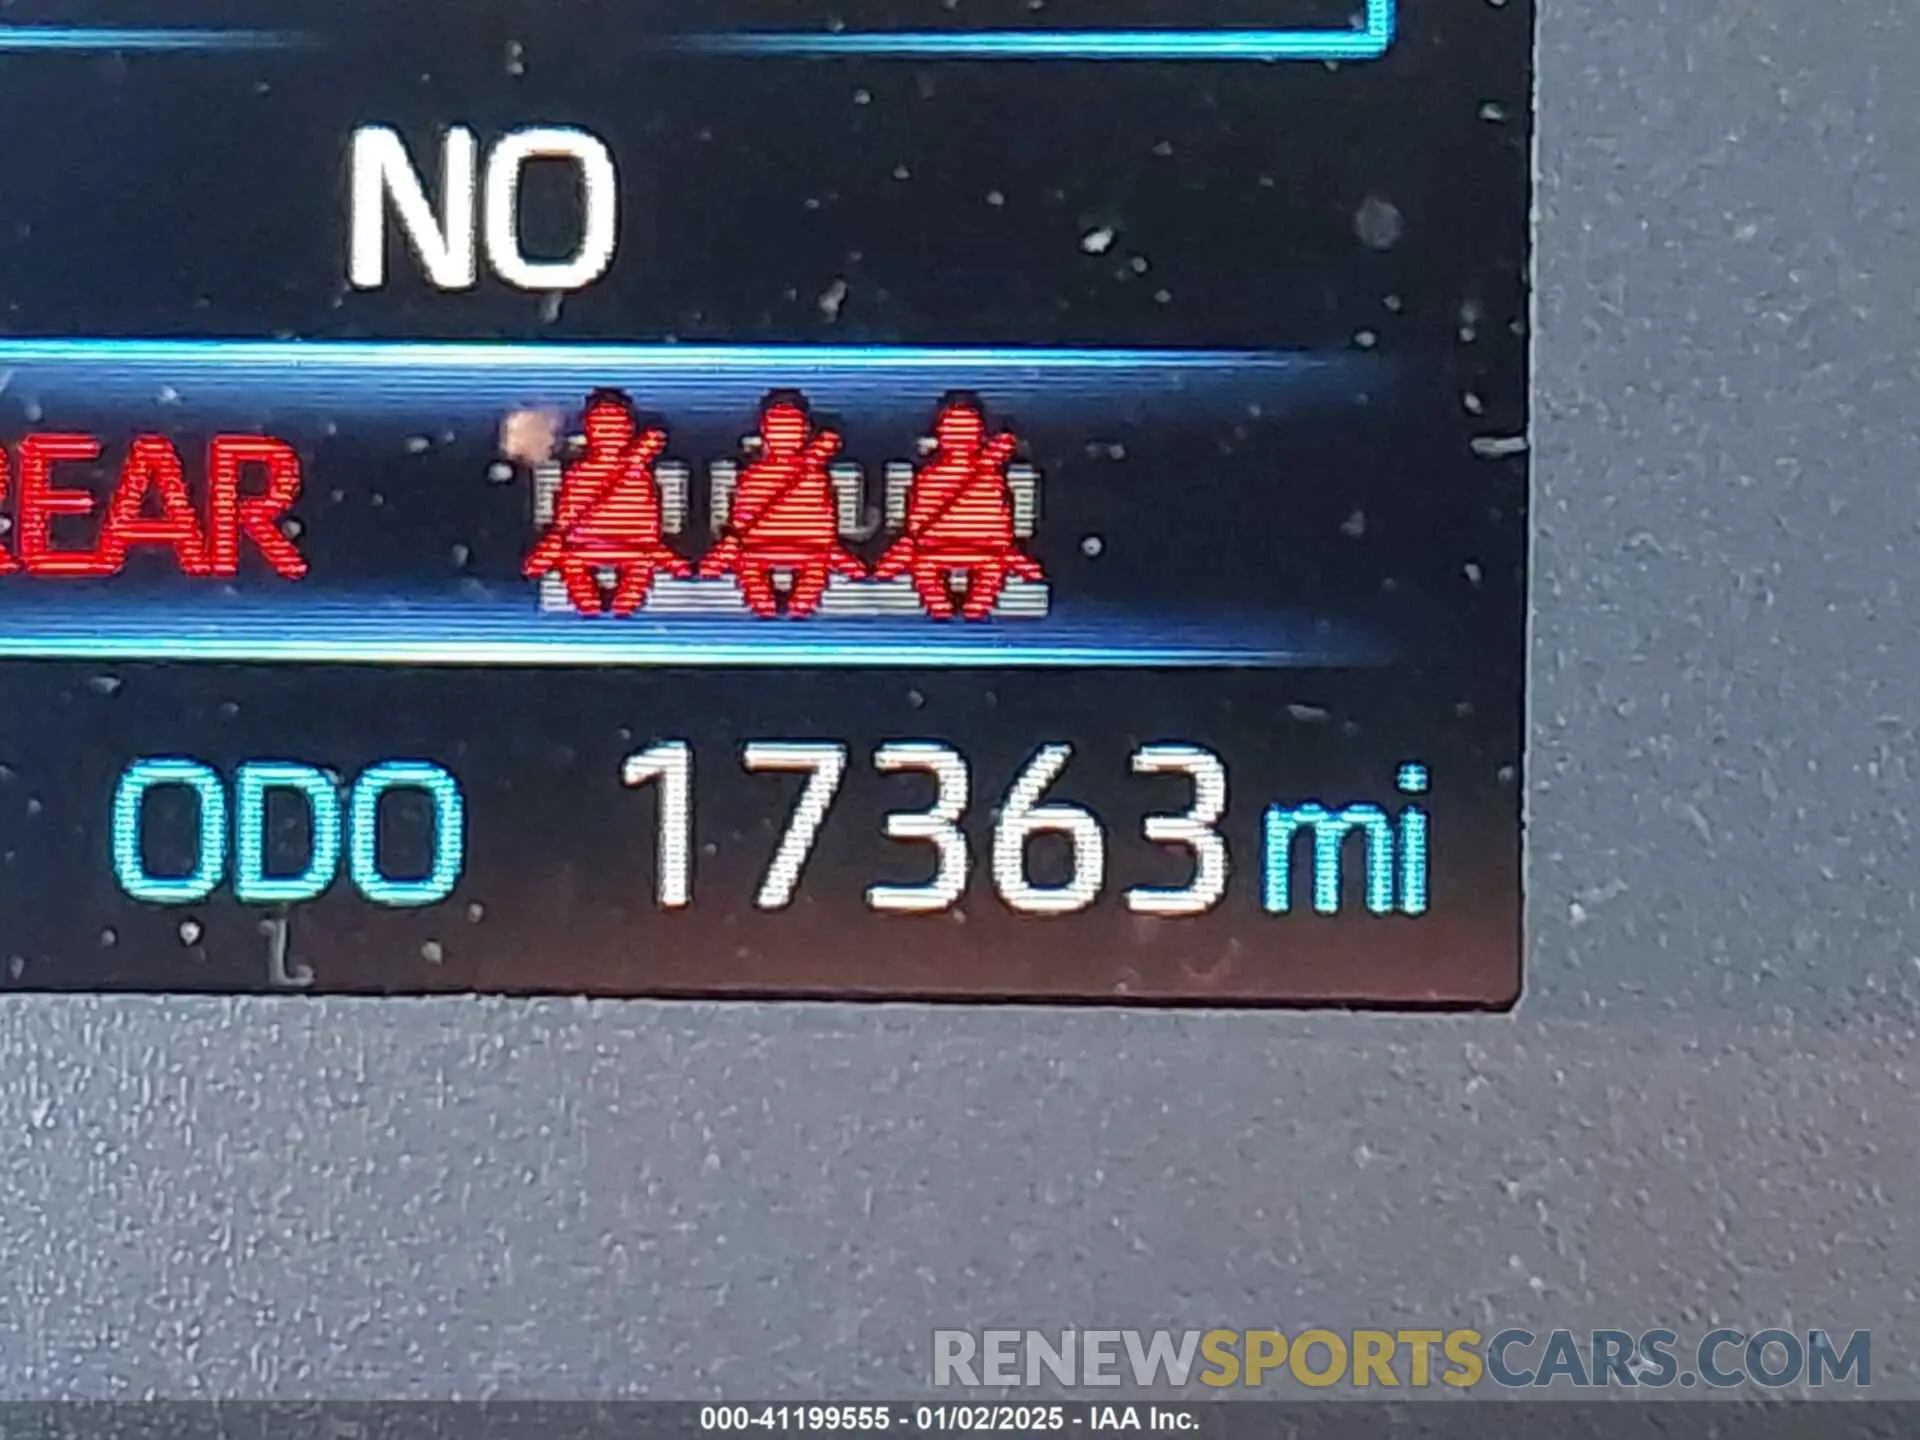 NO
REAR
ODO 17363 mi
RENEWSPORTSCARS.COM
000-41199555 - 01/02/2025 - IAA Inc.